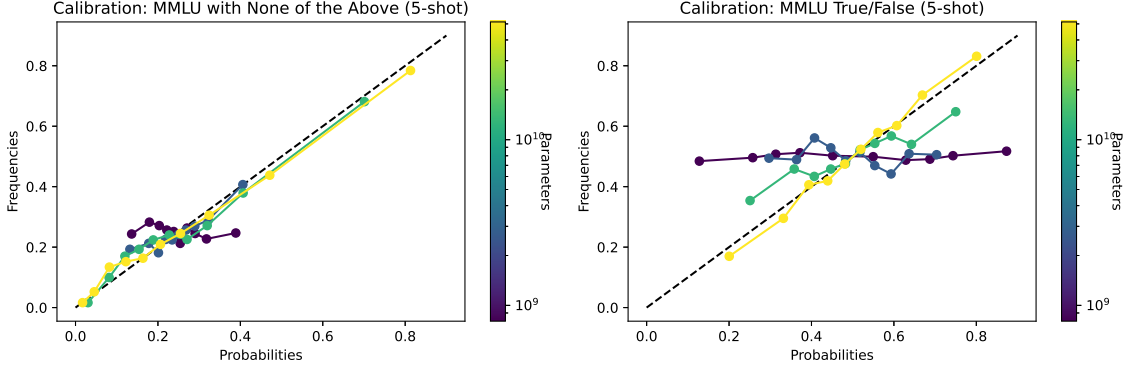 Calibration: MMLU with None of the Above (5-shot)
Frequencies
0.8
0.6
0.4
0.2
0.0
0.0 0.2 0.4 0.6 0.8
Probabilities
10¹⁰
10⁹
Parameters
Calibration: MMLU True/False (5-shot)
Frequencies
0.8
0.6
0.4
0.2
0.0
0.0 0.2 0.4 0.6 0.8
Probabilities
10¹⁰
10⁹
Parameters